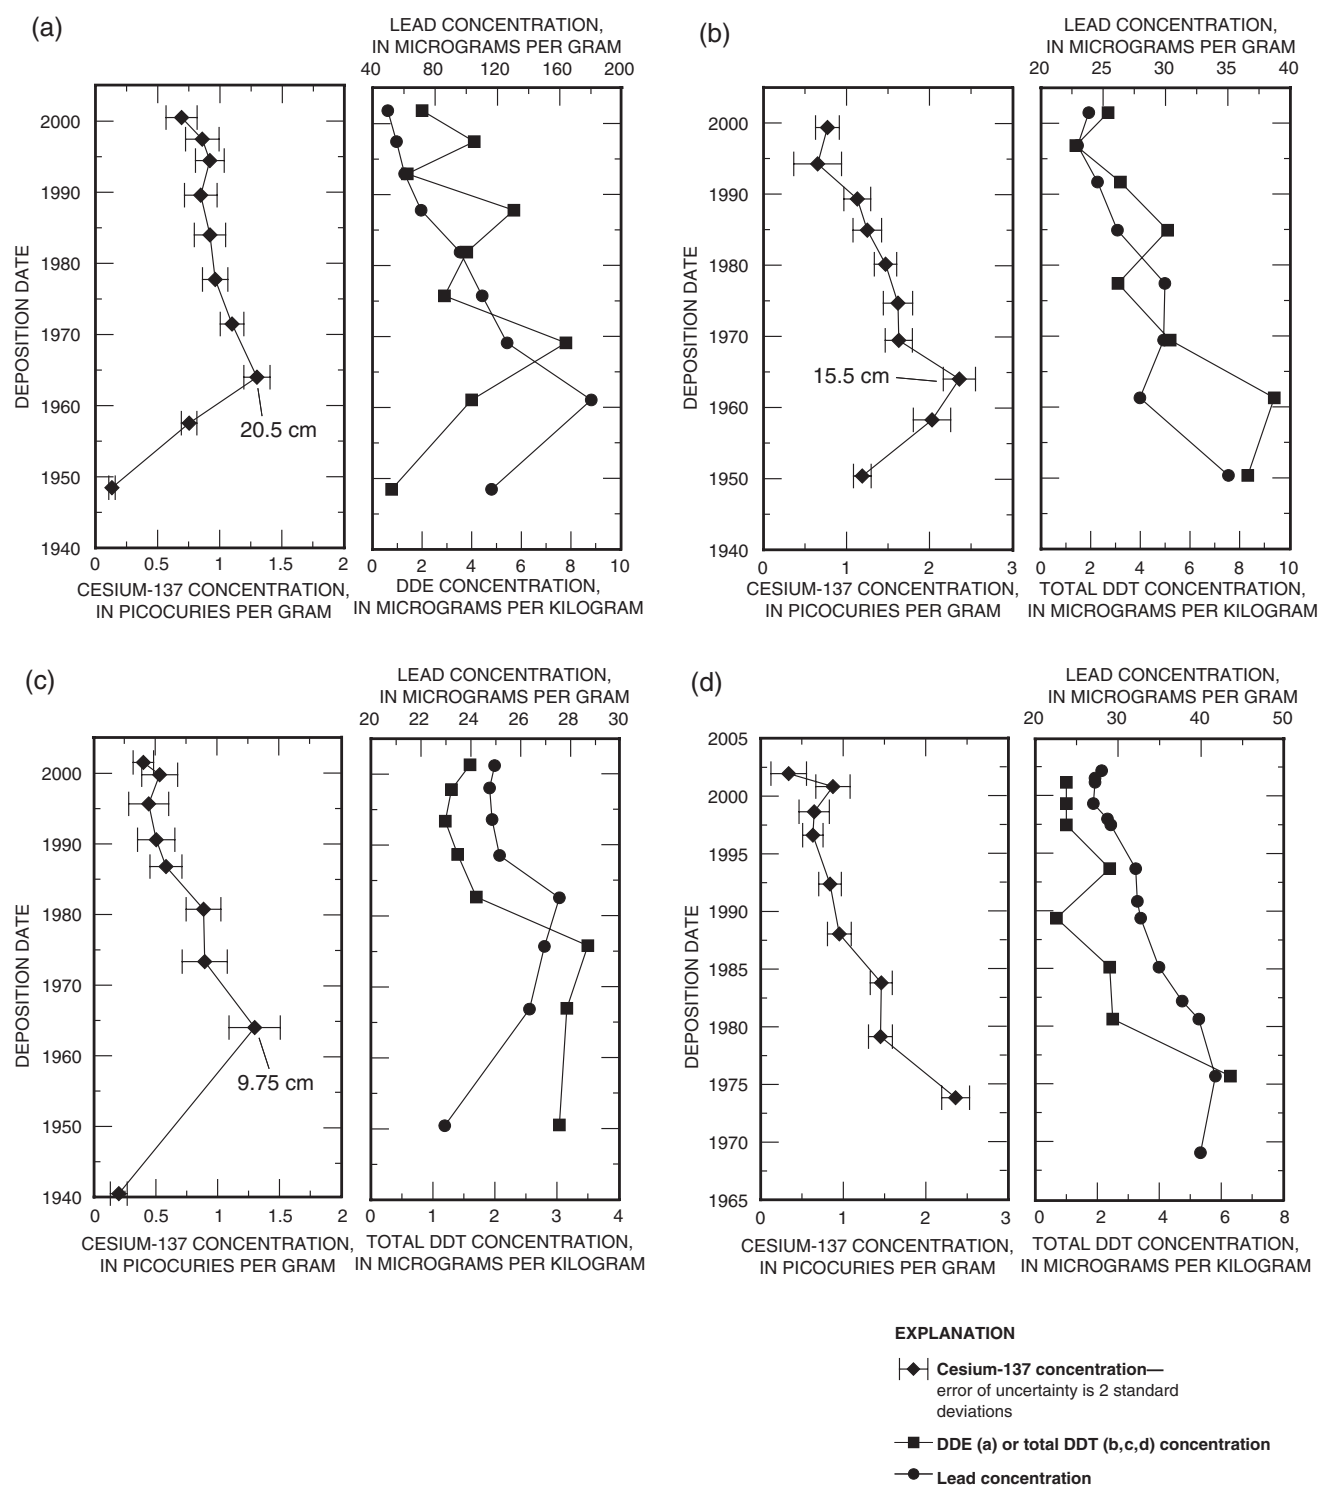 (a)
LEAD CONCENTRATION,
IN MICROGRAMS PER GRAM
40 80 120 160 200
2000
1990
1980
1970
1960
1950
1940
DEPOSITION DATE
20.5 cm
0 0.5 1 1.5 2
CESIUM-137 CONCENTRATION,
IN PICOCURIES PER GRAM
0 2 4 6 8 10
DDE CONCENTRATION,
IN MICROGRAMS PER KILOGRAM
(b)
LEAD CONCENTRATION,
IN MICROGRAMS PER GRAM
20 25 30 35 40
2000
1990
1980
1970
1960
1950
1940
DEPOSITION DATE
15.5 cm
0 1 2 3
CESIUM-137 CONCENTRATION,
IN PICOCURIES PER GRAM
0 2 4 6 8 10
TOTAL DDT CONCENTRATION,
IN MICROGRAMS PER KILOGRAM
(c)
LEAD CONCENTRATION,
IN MICROGRAMS PER GRAM
20 22 24 26 28 30
2000
1990
1980
1970
1960
1950
1940
DEPOSITION DATE
9.75 cm
0 0.5 1 1.5 2
CESIUM-137 CONCENTRATION,
IN PICOCURIES PER GRAM
0 1 2 3 4
TOTAL DDT CONCENTRATION,
IN MICROGRAMS PER KILOGRAM
(d)
LEAD CONCENTRATION,
IN MICROGRAMS PER GRAM
20 30 40 50
2005
2000
1995
1990
1985
1980
1975
1970
1965
DEPOSITION DATE
0 1 2 3
CESIUM-137 CONCENTRATION,
IN PICOCURIES PER GRAM
0 2 4 6 8
TOTAL DDT CONCENTRATION,
IN MICROGRAMS PER KILOGRAM
EXPLANATION
Cesium-137 concentration—
error of uncertainty is 2 standard
deviations
DDE (a) or total DDT (b,c,d) concentration
Lead concentration